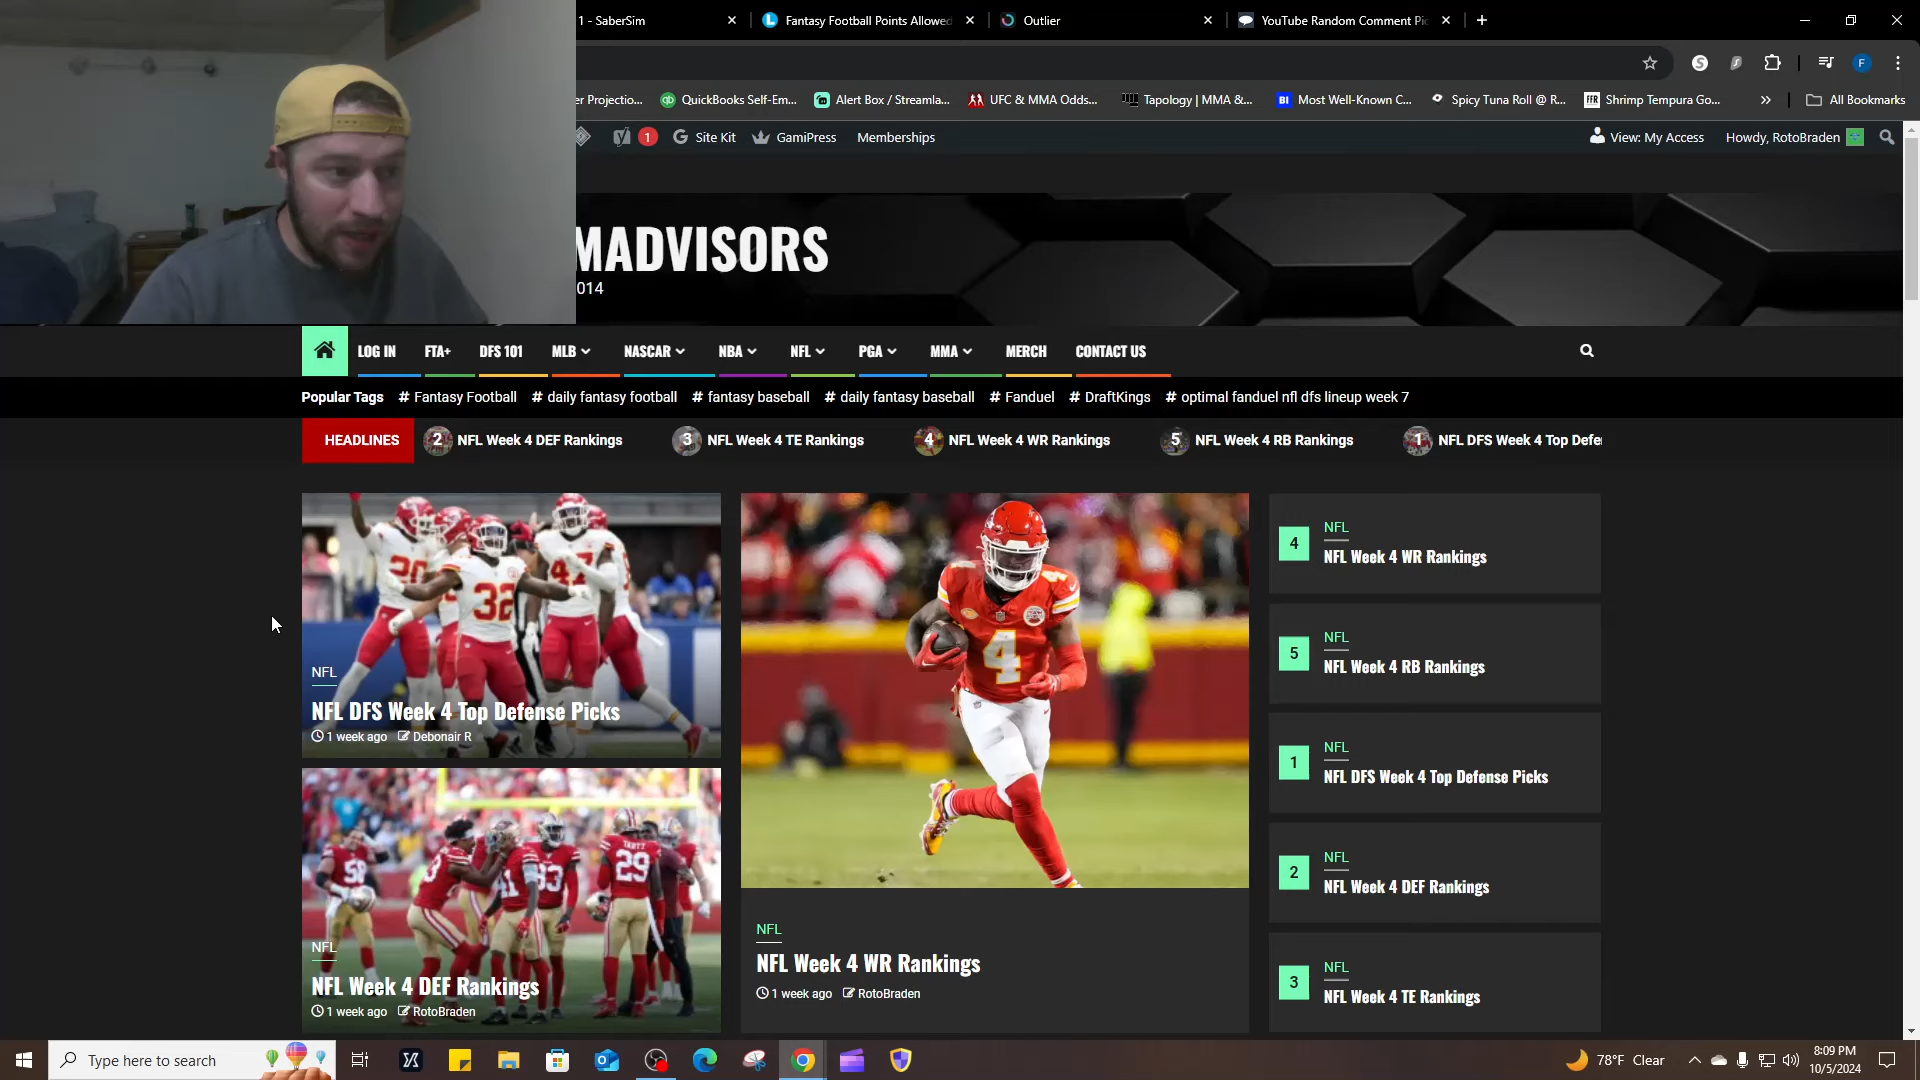 1 - SaberSim
Fantasy Football Points Allowed
Outlier
YouTube Random Comment Pic
er Projectio...
QuickBooks Self-Em...
Alert Box / Streamla...
UFC & MMA Odds...
Tapology | MMA &...
Most Well-Known C...
Spicy Tuna Roll @ R...
Shrimp Tempura Go...
All Bookmarks
1
Site Kit
GamiPress
Memberships
View: My Access
Howdy, RotoBraden
MADVISORS
014
LOG IN
FTA+
DFS 101
MLB
NASCAR
NBA
NFL
PGA
MMA
MERCH
CONTACT US
Popular Tags
# Fantasy Football
# daily fantasy football
# fantasy baseball
# daily fantasy baseball
# Fanduel
# DraftKings
# optimal fanduel nfl dfs lineup week 7
HEADLINES
2 NFL Week 4 DEF Rankings
3 NFL Week 4 TE Rankings
4 NFL Week 4 WR Rankings
5 NFL Week 4 RB Rankings
1 NFL DFS Week 4 Top Defe
NFL
NFL DFS Week 4 Top Defense Picks
1 week ago Debonair R
NFL
NFL Week 4 DEF Rankings
1 week ago RotoBraden
NFL
NFL Week 4 WR Rankings
1 week ago RotoBraden
4
NFL
NFL Week 4 WR Rankings
5
NFL
NFL Week 4 RB Rankings
1
NFL
NFL DFS Week 4 Top Defense Picks
2
NFL
NFL Week 4 DEF Rankings
3
NFL
NFL Week 4 TE Rankings
20
32
47
4
58
41
33
29
Type here to search
78°F Clear
8:09 PM
10/5/2024